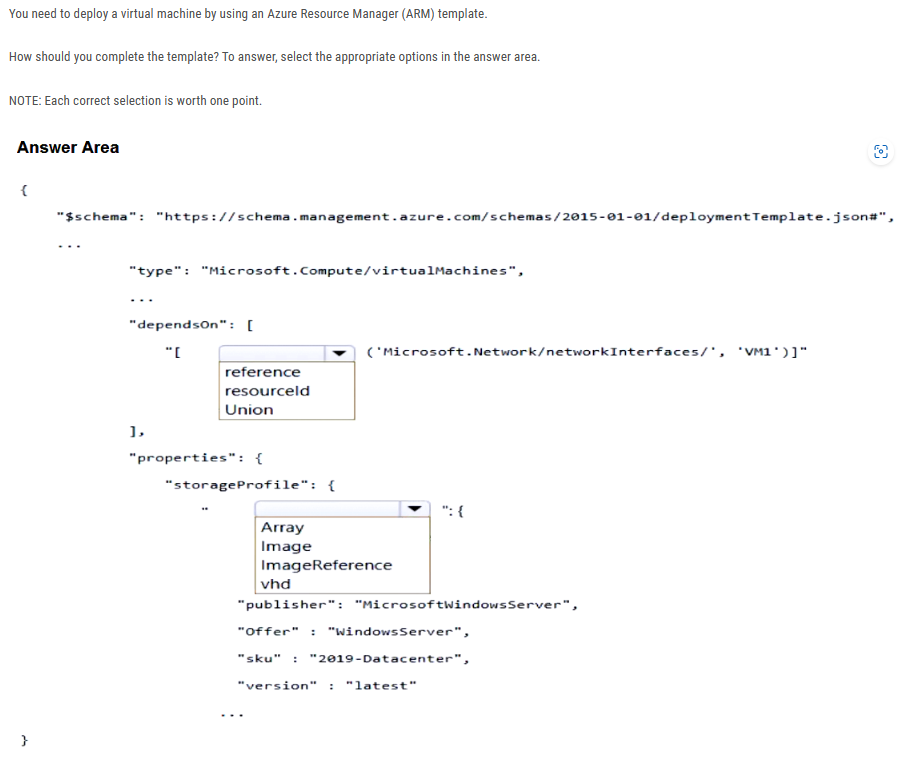 You need to deploy a virtual machine by using an Azure Resource Manager (ARM) template.
How should you complete the template? To answer, select the appropriate options in the answer area.
NOTE: Each correct selection is worth one point.
Answer Area
{
"$schema": "https://schema.management.azure.com/schemas/2015-01-01/deploymentTemplate.json#",
...
"type": "Microsoft.Compute/virtualMachines",
...
"dependsOn": [
"[ ('Microsoft.Network/networkInterfaces/', 'VM1')]"
reference
resourceId
Union
],
"properties": {
"storageProfile": {
" ":{
Array
Image
ImageReference
vhd
"publisher": "MicrosoftWindowsServer",
"Offer" : "WindowsServer",
"sku" : "2019-Datacenter",
"version" : "latest"
...
}